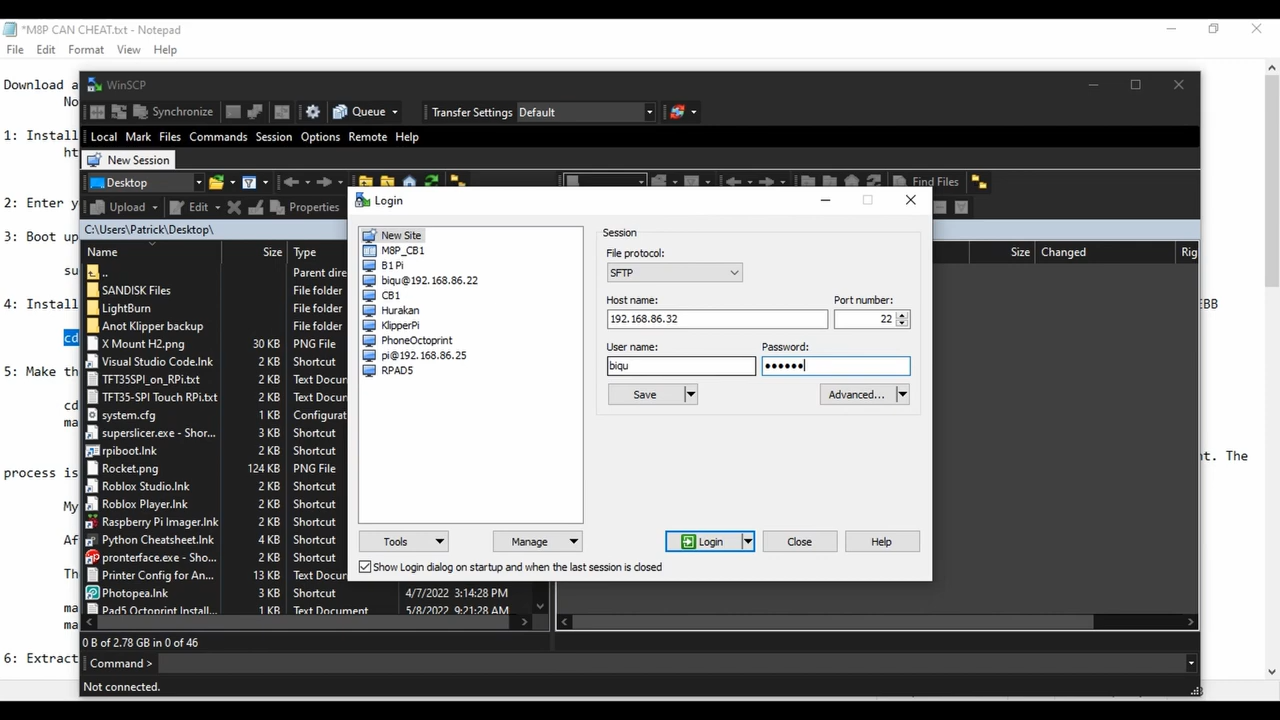 *M8P CAN CHEAT.txt - Notepad
File Edit Format View Help
Download a
No
1: Install
ht
2: Enter y
3: Boot up
su
4: Install
EBB
cd
5: Make th
cd
ma
t. The
process is
My
Af
Th
ma
ma
6: Extract
WinSCP
Synchronize Queue Transfer Settings Default
Local Mark Files Commands Session Options Remote Help
New Session
Desktop Find Files
Upload Edit Properties
C:\Users\Patrick\Desktop\
Name Size Type Size Changed Rig
.. Parent dire
SANDISK Files File folder
LightBurn File folder
Anot Klipper backup File folder
X Mount H2.png 30 KB PNG File
Visual Studio Code.lnk 2 KB Shortcut
TFT35SPI_on_RPi.txt 2 KB Text Docun
TFT35-SPI Touch RPi.txt 2 KB Text Docun
system.cfg 1 KB Configurat
superslicer.exe - Shor... 3 KB Shortcut
rpiboot.lnk 2 KB Shortcut
Rocket.png 124 KB PNG File
Roblox Studio.lnk 2 KB Shortcut
Roblox Player.lnk 2 KB Shortcut
Raspberry Pi Imager.lnk 2 KB Shortcut
Python Cheatsheet.lnk 4 KB Shortcut
pronterface.exe - Sho... 2 KB Shortcut
Printer Config for An... 13 KB Shortcut
Photopea.lnk 3 KB Shortcut 4/7/2022 3:14:28 PM
Pad5 Octoprint Install... 1 KB Text Document 5/8/2022 9:21:28 AM
0 B of 2.78 GB in 0 of 46
Command >
Not connected.
Login
New Site
M8P_CB1
B1 Pi
biqu@192.168.86.22
CB1
Hurakan
KlipperPi
PhoneOctoprint
pi@192.168.86.25
RPAD5
Session
File protocol:
SFTP
Host name: Port number:
192.168.86.32 22
User name: Password:
biqu ●●●●●●
Save Advanced...
Tools Manage Login Close Help
Show Login dialog on startup and when the last session is closed